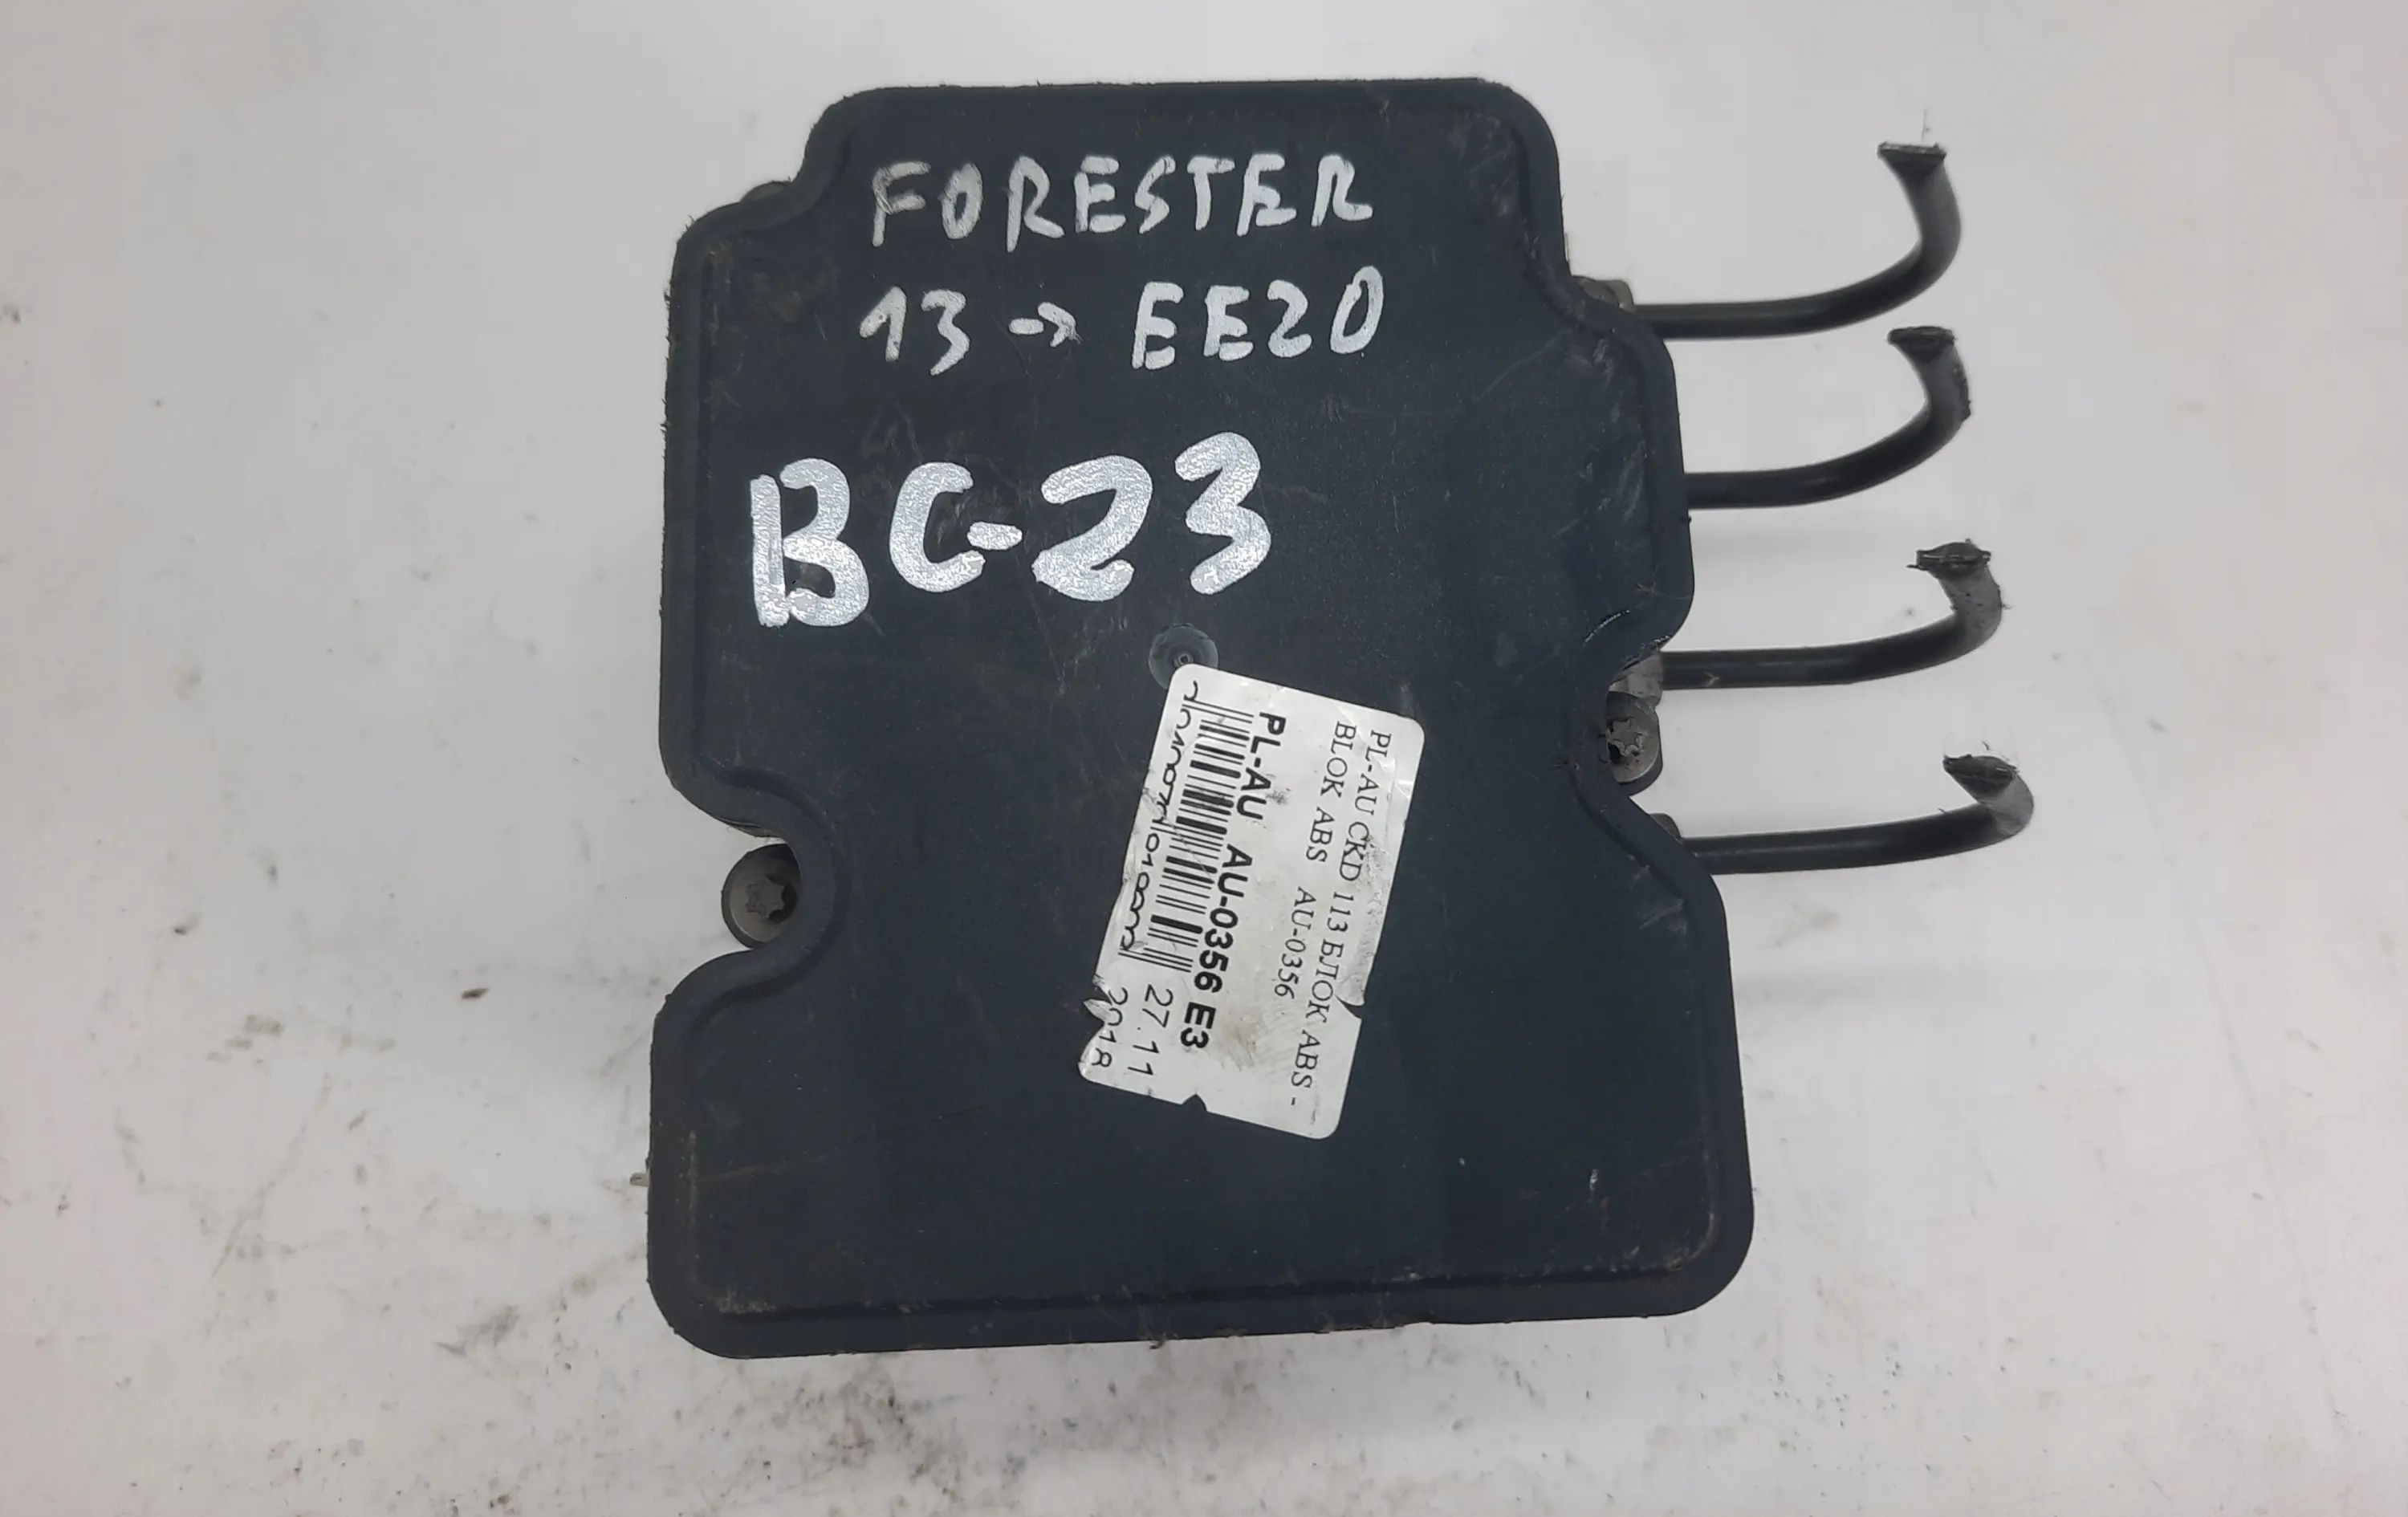 FORESTER
13 → EE20
BC-23
PL-AU CKD 113 БЛОК ABS -
BLOK ABS AU-0356
PL-AU AU-0356 E3
27.11
2018